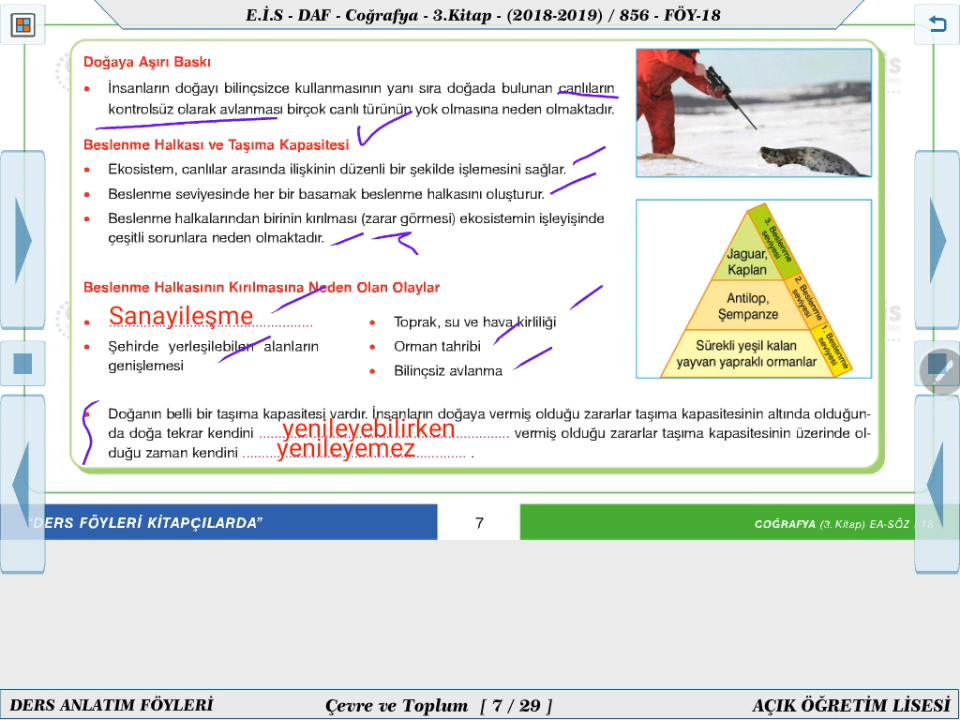 E.İ.S - DAF - Coğrafya - 3.Kitap - (2018-2019) / 856 - FÖY-18
Doğaya Aşırı Baskı
• İnsanların doğayı bilinçsizce kullanmasının yanı sıra doğada bulunan canlıların
kontrolsüz olarak avlanması birçok canlı türünün yok olmasına neden olmaktadır.
Beslenme Halkası ve Taşıma Kapasitesi
• Ekosistem, canlılar arasında ilişkinin düzenli bir şekilde işlemesini sağlar.
• Beslenme seviyesinde her bir basamak beslenme halkasını oluşturur.
• Beslenme halkalarından birinin kırılması (zarar görmesi) ekosistemin işleyişinde
çeşitli sorunlara neden olmaktadır.
Beslenme Halkasının Kırılmasına Neden Olan Olaylar
• Sanayileşme
• Şehirde yerleşilebilen alanların
genişlemesi
• Toprak, su ve hava kirliliği
• Orman tahribi
• Bilinçsiz avlanma
3. Beslenme
seviyesi
Jaguar,
Kaplan
2. Beslenme
seviyesi
Antilop,
Şempanze
1. Beslenme
seviyesi
Sürekli yeşil kalan
yayvan yapraklı ormanlar
• Doğanın belli bir taşıma kapasitesi vardır. İnsanların doğaya vermiş olduğu zararlar taşıma kapasitesinin altında olduğun-
da doğa tekrar kendini yenileyebilirken vermiş olduğu zararlar taşıma kapasitesinin üzerinde ol-
duğu zaman kendini yenileyemez .
"DERS FÖYLERİ KİTAPÇILARDA"
7
COĞRAFYA (3. Kitap) EA-SÖZ / 18
DERS ANLATIM FÖYLERİ
Çevre ve Toplum [ 7 / 29 ]
AÇIK ÖĞRETİM LİSESİ